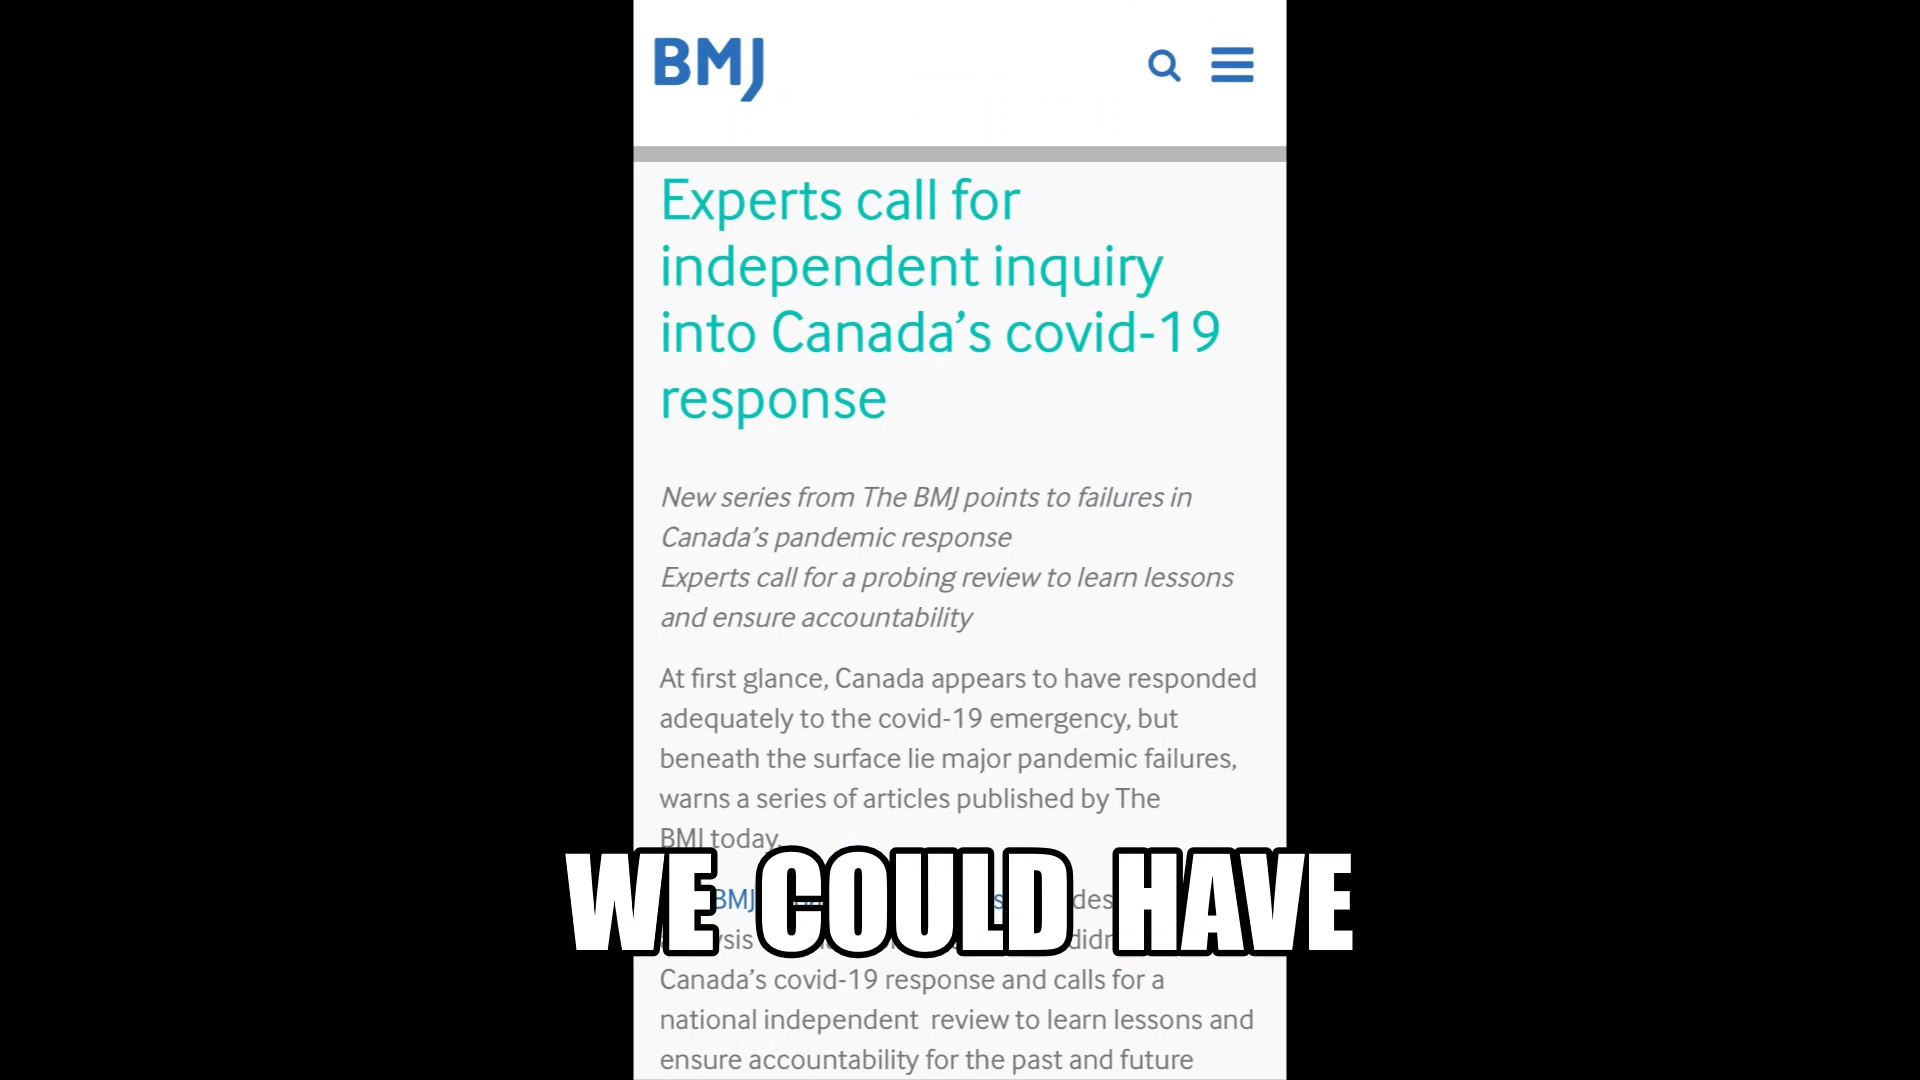 BMJ
Experts call for
independent inquiry
into Canada’s covid-19
response
New series from The BMJ points to failures in
Canada’s pandemic response
Experts call for a probing review to learn lessons
and ensure accountability
At first glance, Canada appears to have responded
adequately to the covid-19 emergency, but
beneath the surface lie major pandemic failures,
warns a series of articles published by The
BMJ today.
BMJ
WE COULD HAVE
Canada’s covid-19 response and calls for a
national independent review to learn lessons and
ensure accountability for the past and future